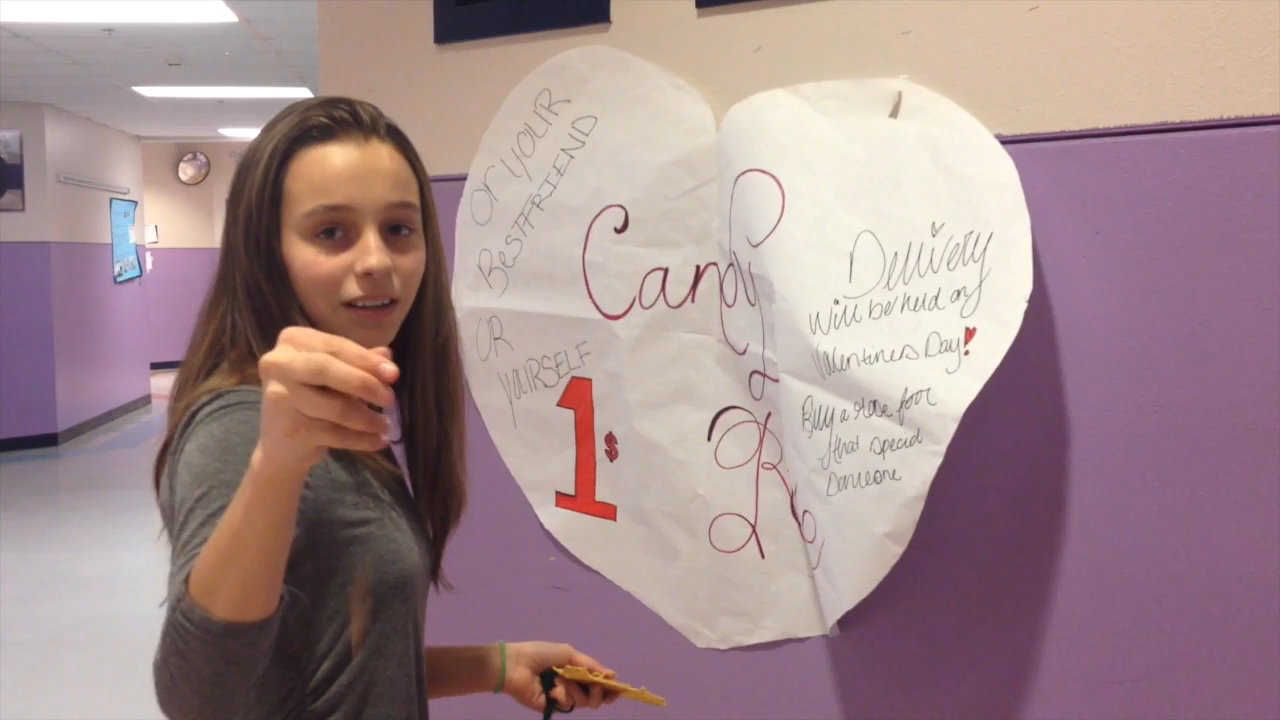 OR YOUR
BESTFRIEND
OR
YOURSELF
1$
Candy
Delivery
will be held on
Valentines Day!
Buy a rose foor
that special
someone